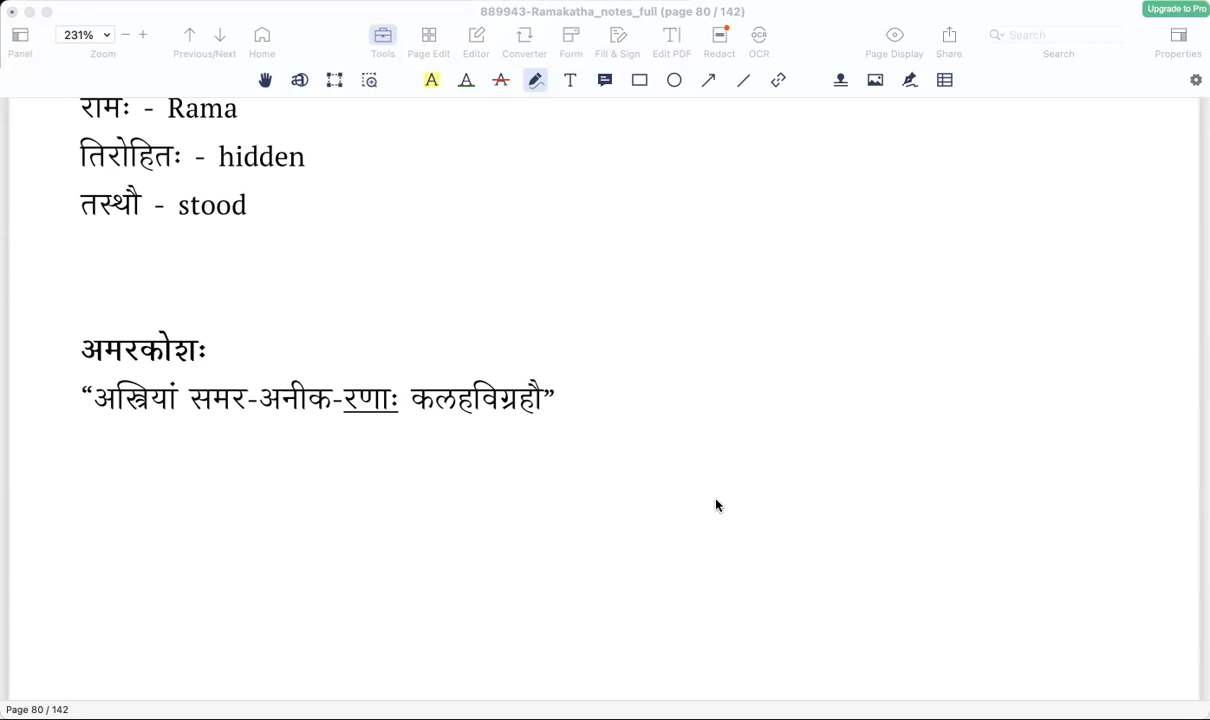 889943-Ramakatha_notes_full (page 80 / 142)
Upgrade to Pro
231%
Panel Zoom Previous/Next Home Tools Page Edit Editor Converter Form Fill & Sign Edit PDF Redact OCR Page Display Share Search Search Properties
रामः - Rama
तिरोहितः - hidden
तस्थौ - stood
अमरकोशः
“अस्त्रियां समर-अनीक-रणाः कलहविग्रहौ”
Page 80 / 142